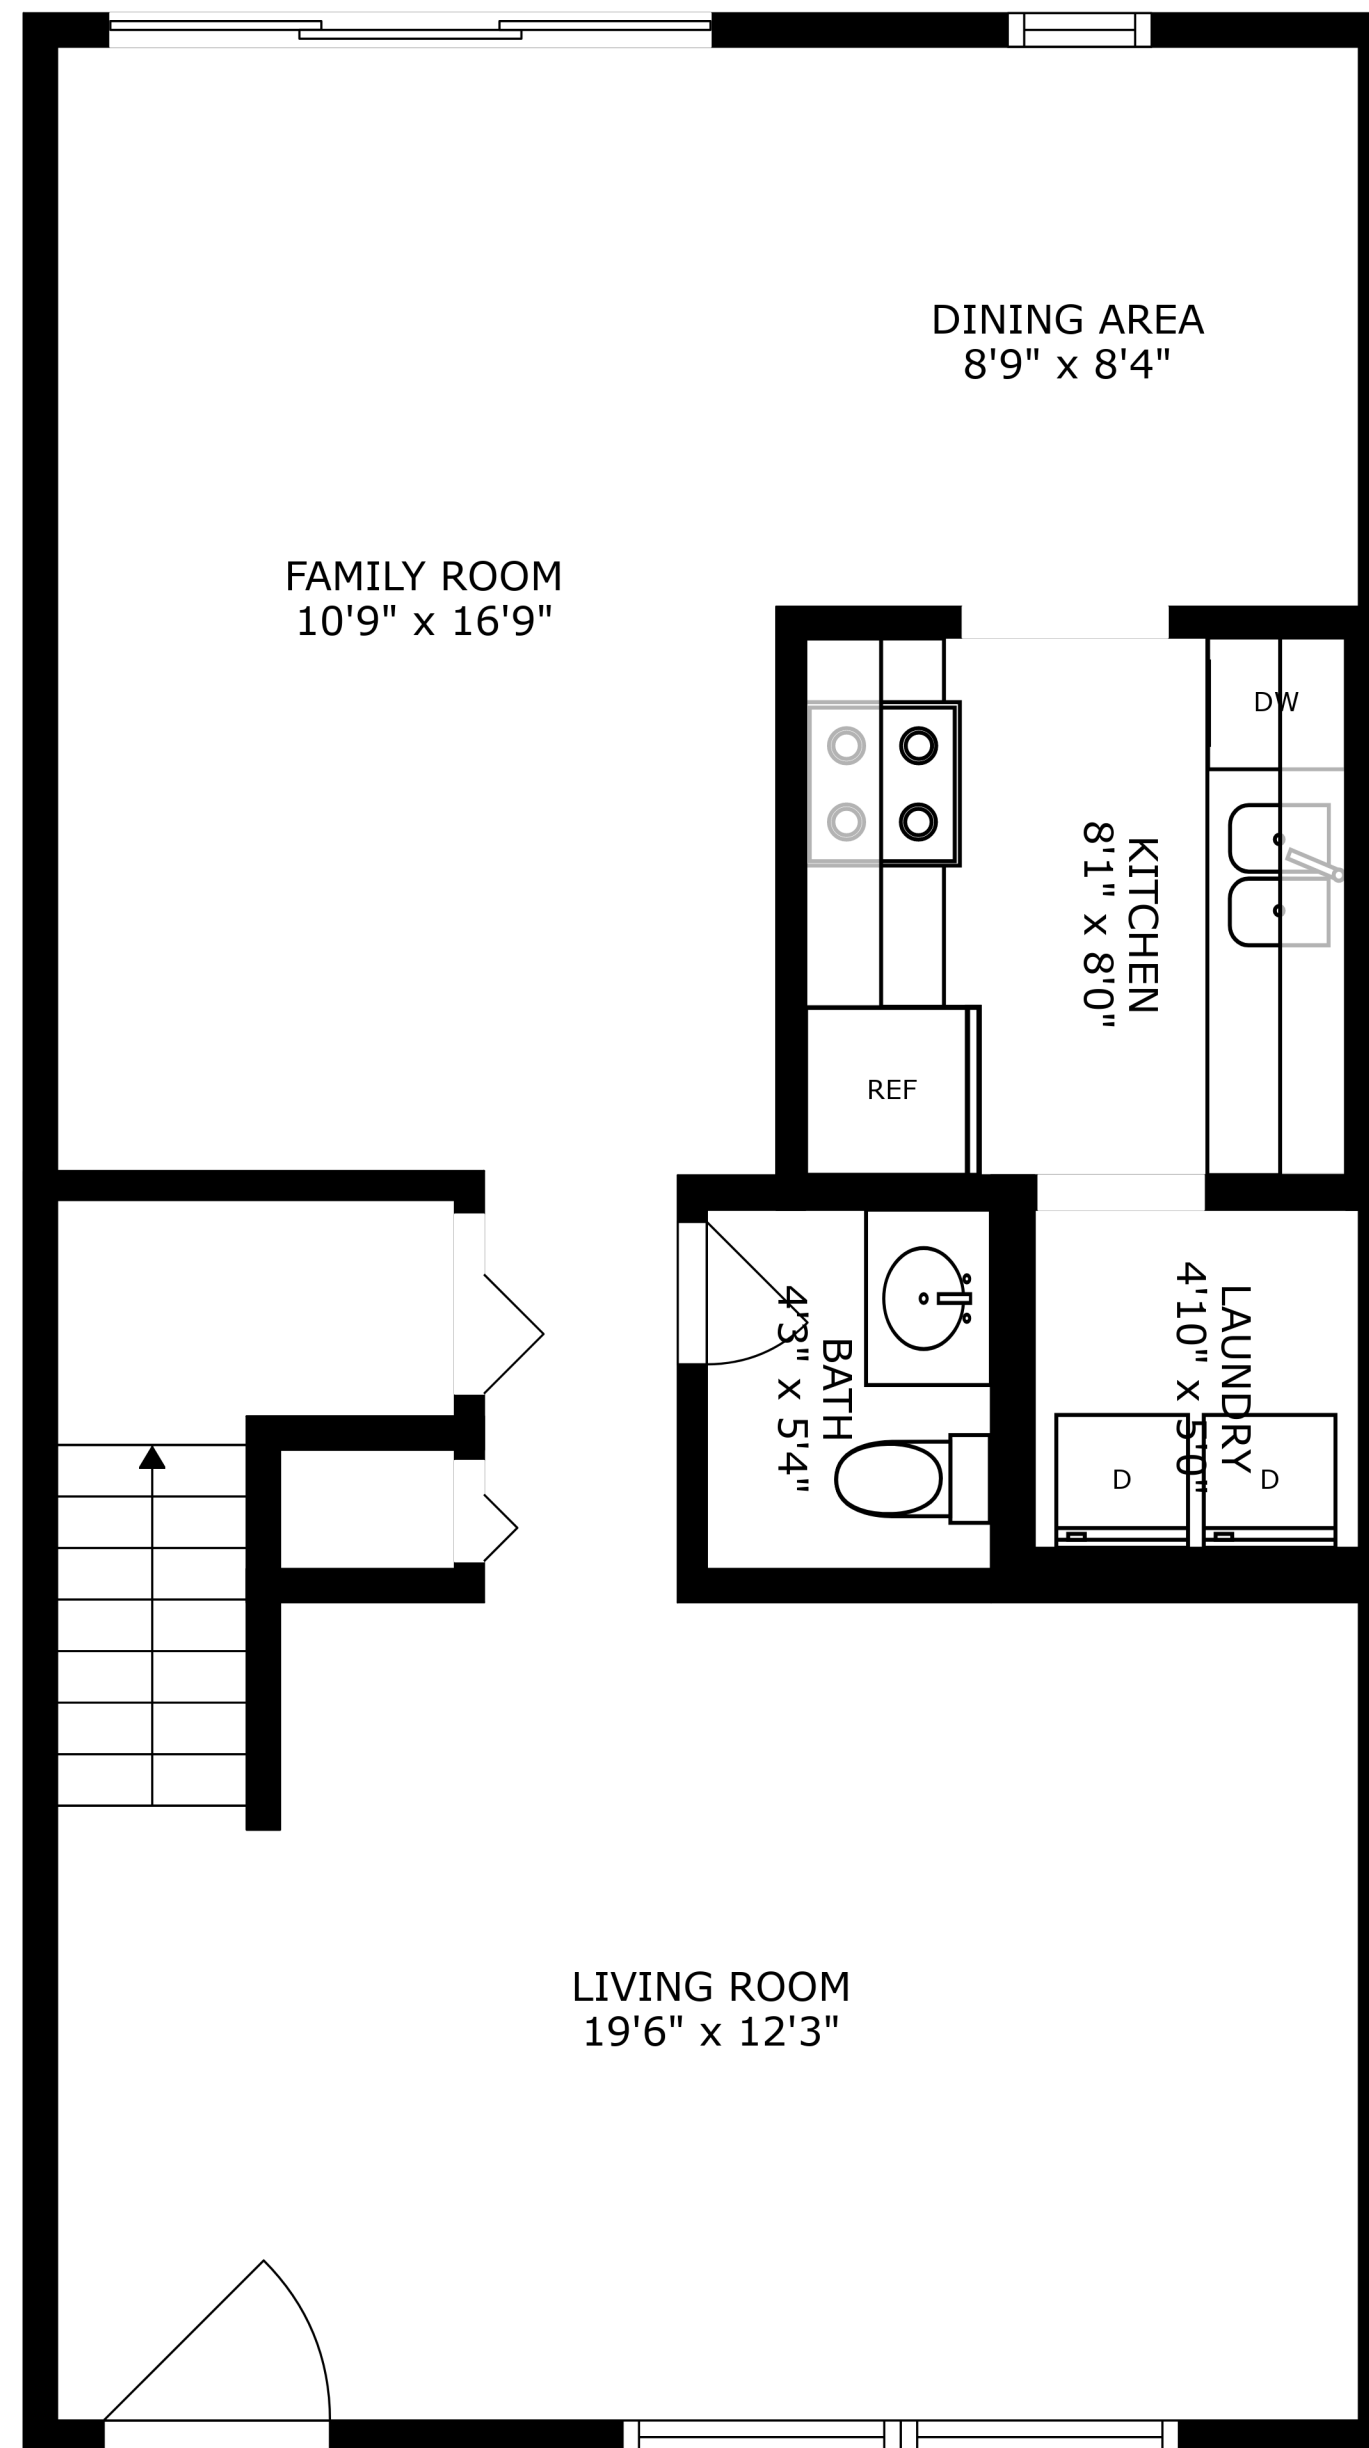 DINING AREA
8'9" x 8'4"
FAMILY ROOM
10'9" x 16'9"
DW
KITCHEN
8'1" x 8'0"
REF
BATH
4'3" x 5'4"
LAUNDRY
4'10" x 5'0"
D
D
LIVING ROOM
19'6" x 12'3"